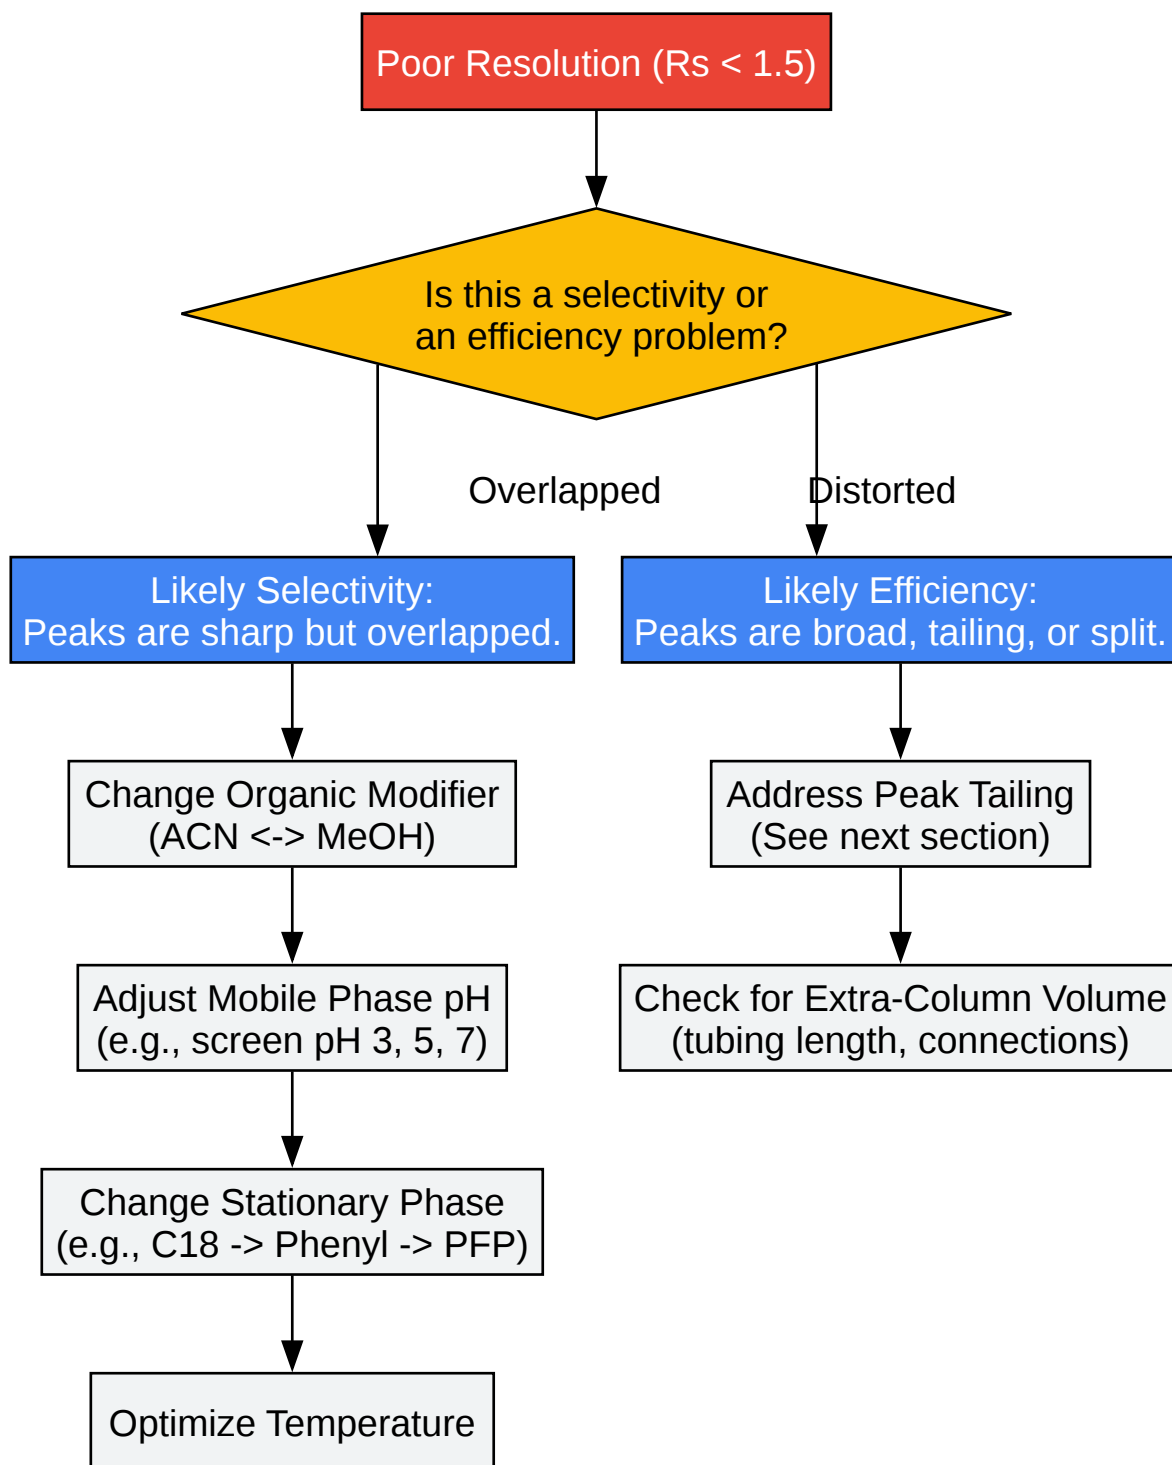 Poor Resolution (Rs < 1.5)
Is this a selectivity or
an efficiency problem?
Overlapped
Distorted
Likely Selectivity:
Peaks are sharp but overlapped.
Likely Efficiency:
Peaks are broad, tailing, or split.
Change Organic Modifier
(ACN <-> MeOH)
Address Peak Tailing
(See next section)
Adjust Mobile Phase pH
(e.g., screen pH 3, 5, 7)
Check for Extra-Column Volume
(tubing length, connections)
Change Stationary Phase
(e.g., C18 -> Phenyl -> PFP)
Optimize Temperature